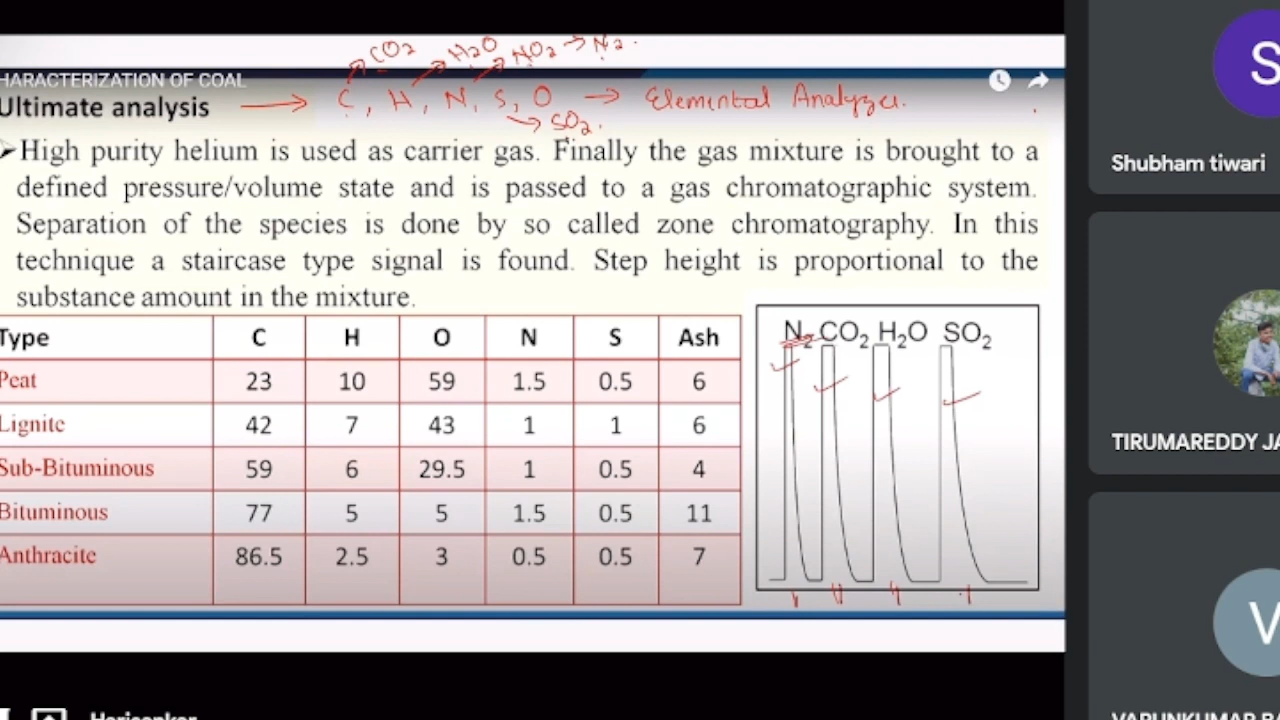 CO2 H2O NO2 → N2.
HARACTERIZATION OF COAL
S
Ultimate analysis → C, H, N, S, O → Elemental Analyzer.
SO2.
➢High purity helium is used as carrier gas. Finally the gas mixture is brought to a
defined pressure/volume state and is passed to a gas chromatographic system.
Separation of the species is done by so called zone chromatography. In this
technique a staircase type signal is found. Step height is proportional to the
substance amount in the mixture.
Type C H O N S Ash
Peat 23 10 59 1.5 0.5 6
Lignite 42 7 43 1 1 6
Sub-Bituminous 59 6 29.5 1 0.5 4
Bituminous 77 5 5 1.5 0.5 11
Anthracite 86.5 2.5 3 0.5 0.5 7
N2 CO2 H2O SO2
Shubham tiwari
TIRUMAREDDY JA
V